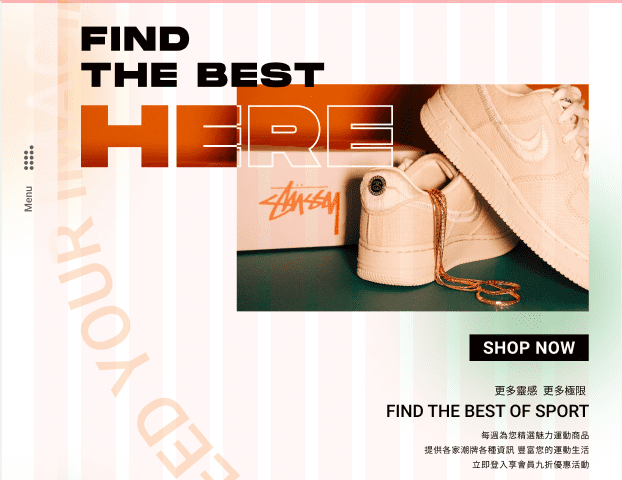 FIND
THE BEST
HERE
Stüssy
Menu
YOUR
SHOP NOW
更多靈感 更多極限
FIND THE BEST OF SPORT
每週為您精選魅力運動商品
提供各家潮牌各種資訊 豐富您的運動生活
立即登入享會員九折優惠活動